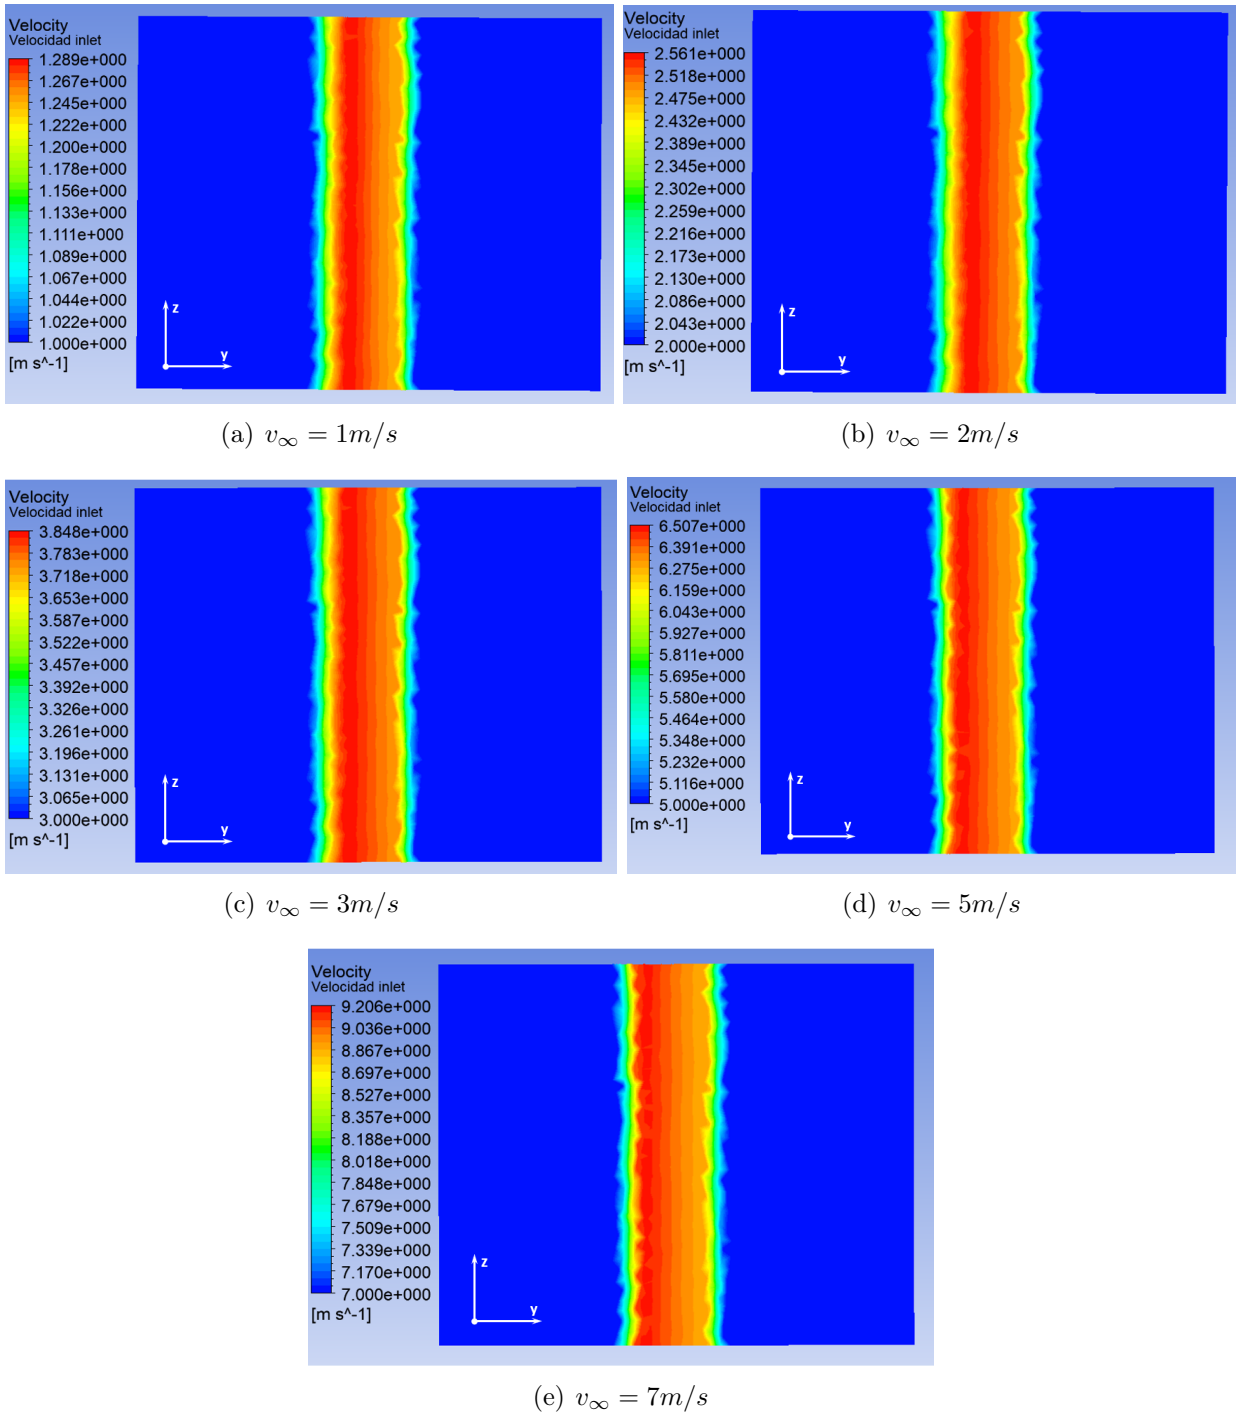 Velocity
Velocidad inlet
1.289e+000
1.267e+000
1.245e+000
1.222e+000
1.200e+000
1.178e+000
1.156e+000
1.133e+000
1.111e+000
1.089e+000
1.067e+000
1.044e+000
1.022e+000
1.000e+000
[m s^-1]
z
y
(a) v∞ = 1m/s
Velocity
Velocidad inlet
2.561e+000
2.518e+000
2.475e+000
2.432e+000
2.389e+000
2.345e+000
2.302e+000
2.259e+000
2.216e+000
2.173e+000
2.130e+000
2.086e+000
2.043e+000
2.000e+000
[m s^-1]
z
y
(b) v∞ = 2m/s
Velocity
Velocidad inlet
3.848e+000
3.783e+000
3.718e+000
3.653e+000
3.587e+000
3.522e+000
3.457e+000
3.392e+000
3.326e+000
3.261e+000
3.196e+000
3.131e+000
3.065e+000
3.000e+000
[m s^-1]
z
y
(c) v∞ = 3m/s
Velocity
Velocidad inlet
6.507e+000
6.391e+000
6.275e+000
6.159e+000
6.043e+000
5.927e+000
5.811e+000
5.695e+000
5.580e+000
5.464e+000
5.348e+000
5.232e+000
5.116e+000
5.000e+000
[m s^-1]
z
y
(d) v∞ = 5m/s
Velocity
Velocidad inlet
9.206e+000
9.036e+000
8.867e+000
8.697e+000
8.527e+000
8.357e+000
8.188e+000
8.018e+000
7.848e+000
7.679e+000
7.509e+000
7.339e+000
7.170e+000
7.000e+000
[m s^-1]
z
y
(e) v∞ = 7m/s